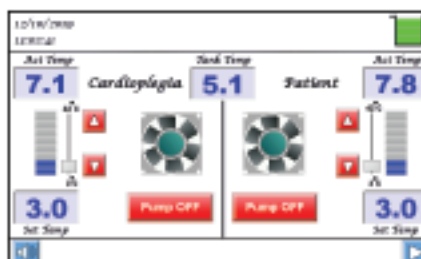 Act Temp Tank Temp Act Temp
7.1 Cardioplegia 5.1 Patient 7.8
Pump OFF Pump OFF
3.0 3.0
Set Temp Set Temp